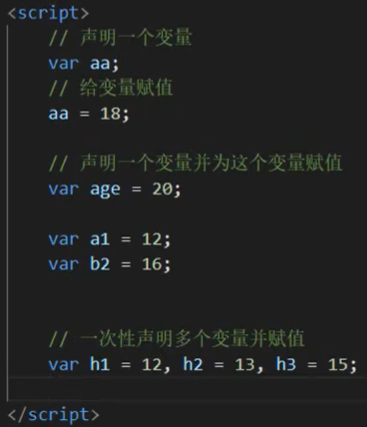 <script>
// 声明一个变量
var aa;
// 给变量赋值
aa = 18;
// 声明一个变量并为这个变量赋值
var age = 20;
var a1 = 12;
var b2 = 16;
// 一次性声明多个变量并赋值
var h1 = 12, h2 = 13, h3 = 15;
</script>